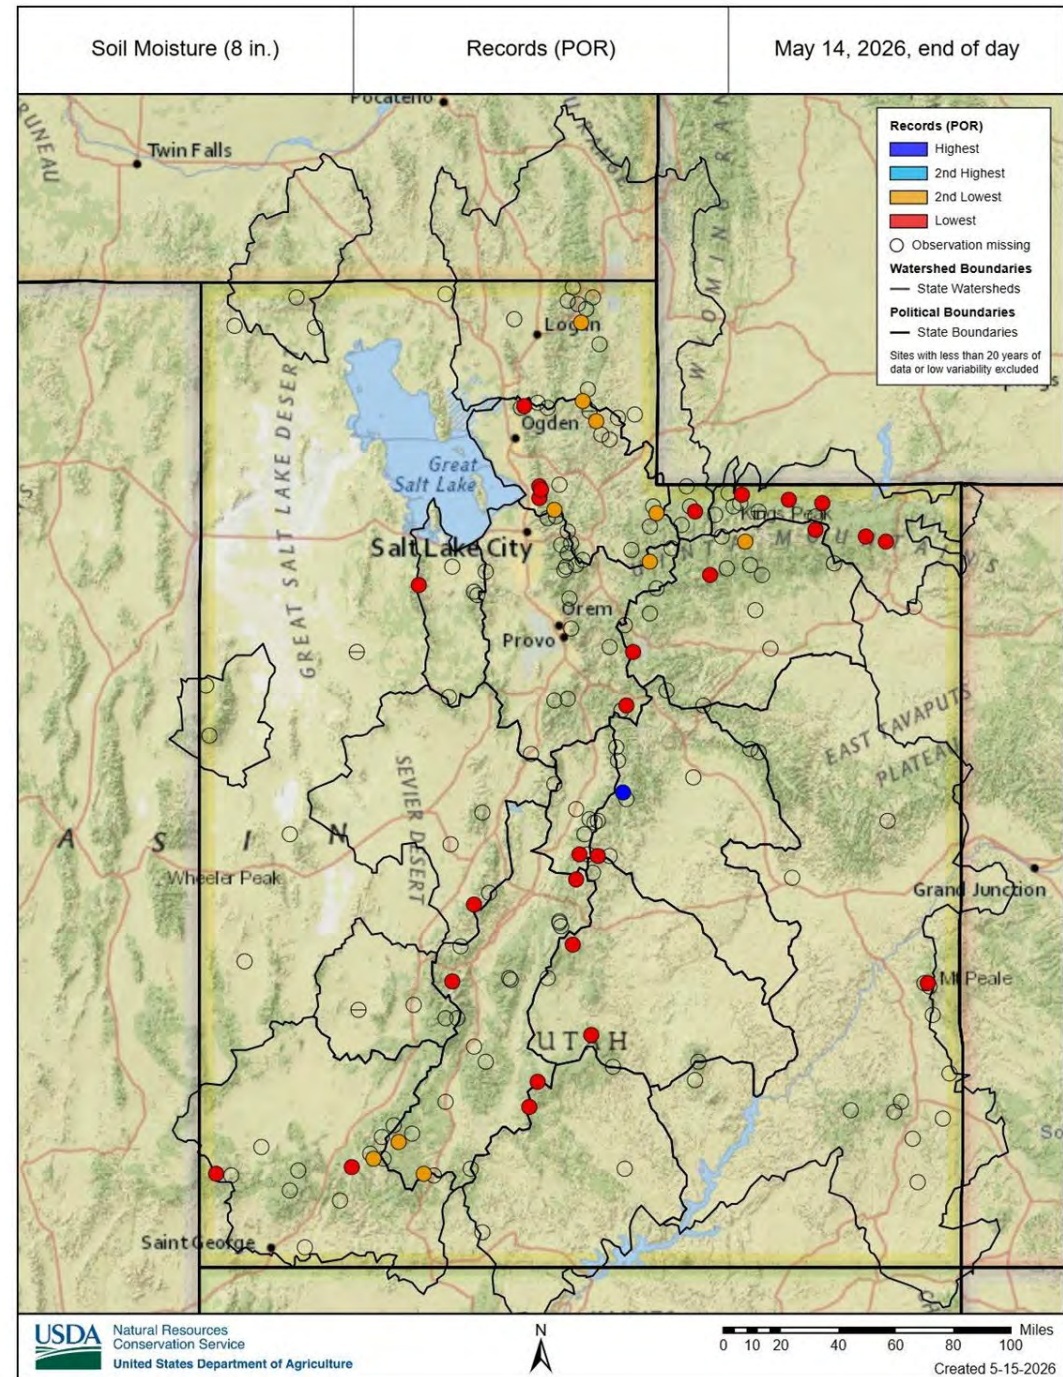 Soil Moisture (8 in.)
Records (POR)
May 14, 2026, end of day
Pocatello
BRUNEAU
Twin Falls
Records (POR)
Highest
2nd Highest
2nd Lowest
Lowest
Observation missing
Watershed Boundaries
State Watersheds
Political Boundaries
State Boundaries
Sites with less than 20 years of
data or low variability excluded
Logan
Ogden
GREAT SALT LAKE DESERT
Great
Salt Lake
Kings Peak
Salt Lake City
Orem
Provo
EAST TAVAPUTS
PLATEAU
SEVIER DESERT
A S I N
Wheeler Peak
Grand Junction
Mt Peale
UTAH
Saint George
USDA
Natural Resources
Conservation Service
United States Department of Agriculture
N
Miles
0 10 20 40 60 80 100
Created 5-15-2026